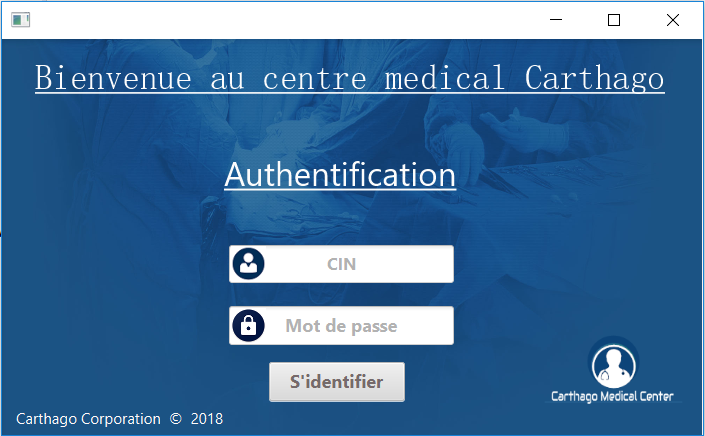 Bienvenue au centre medical Carthago
Authentification
CIN
Mot de passe
S'identifier
Carthago Medical Center
Carthago Corporation © 2018